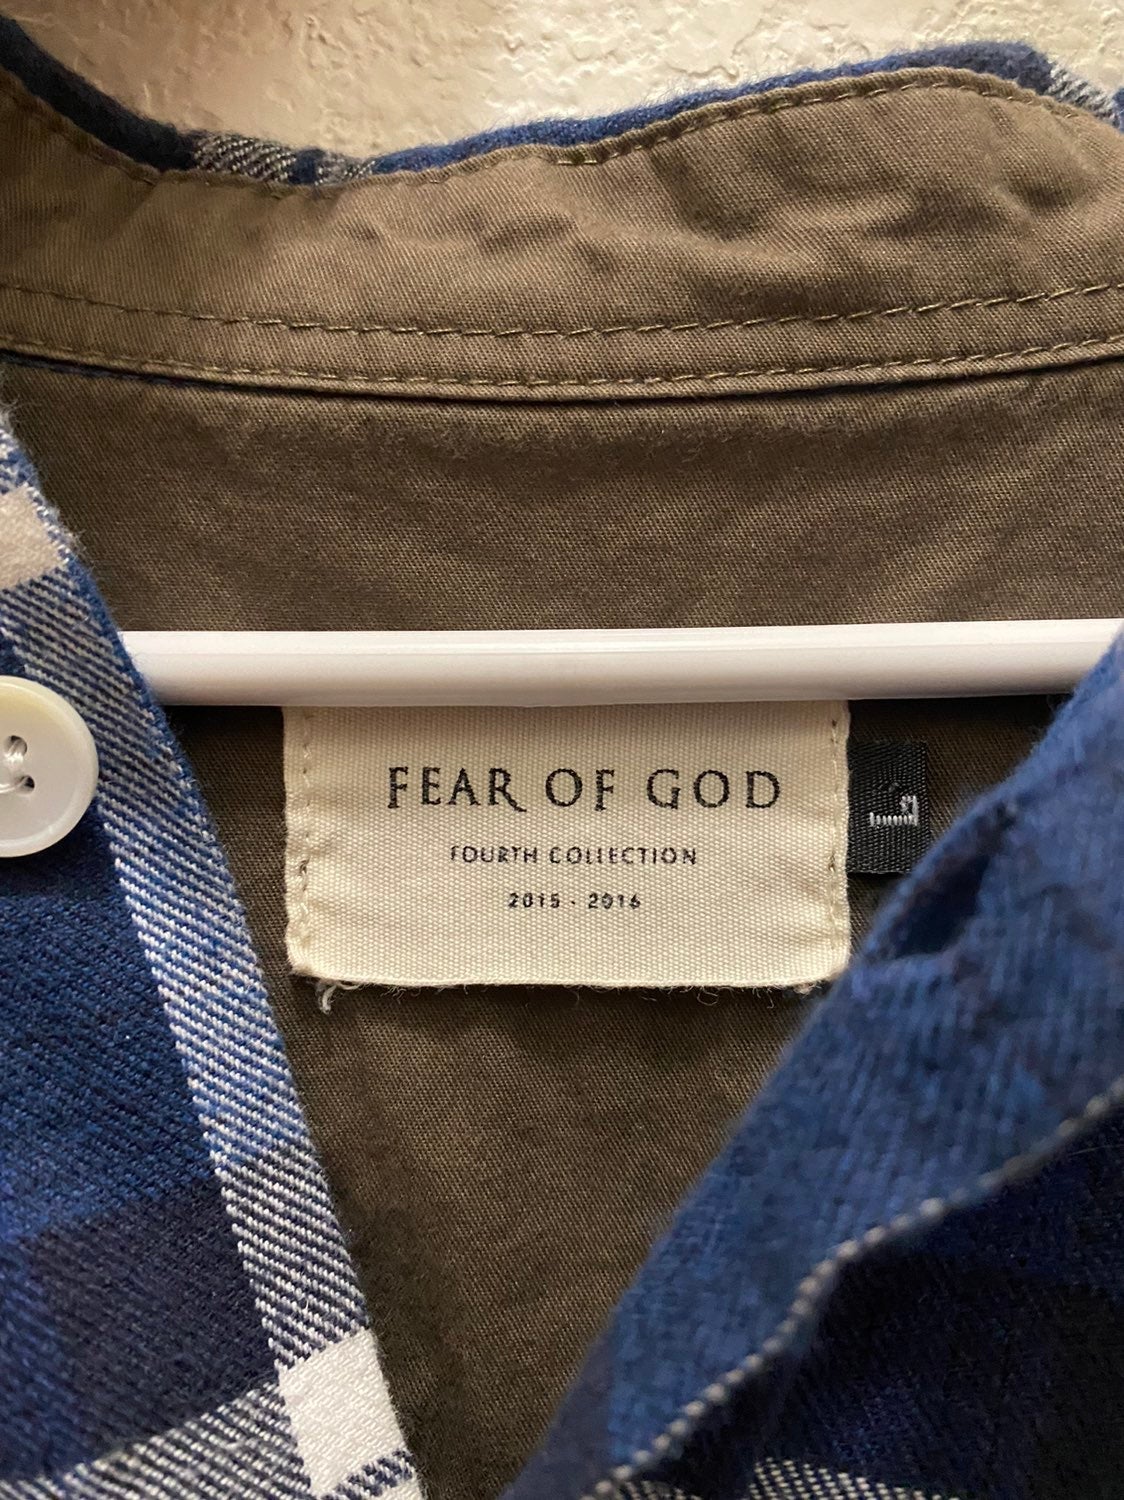 FEAR OF GOD
FOURTH COLLECTION
2015 - 2016
L